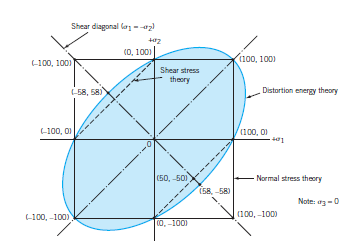 Shear diagonal (σ1 = -σ2)
+σ2
(0, 100)
(-100, 100)
(100, 100)
Shear stress
theory
(-58, 58)
Distortion energy theory
(-100, 0)
(100, 0)
+σ1
0
(50, -50)
Normal stress theory
(58, -58)
Note: σ3 = 0
(-100, -100)
(100, -100)
(0, -100)